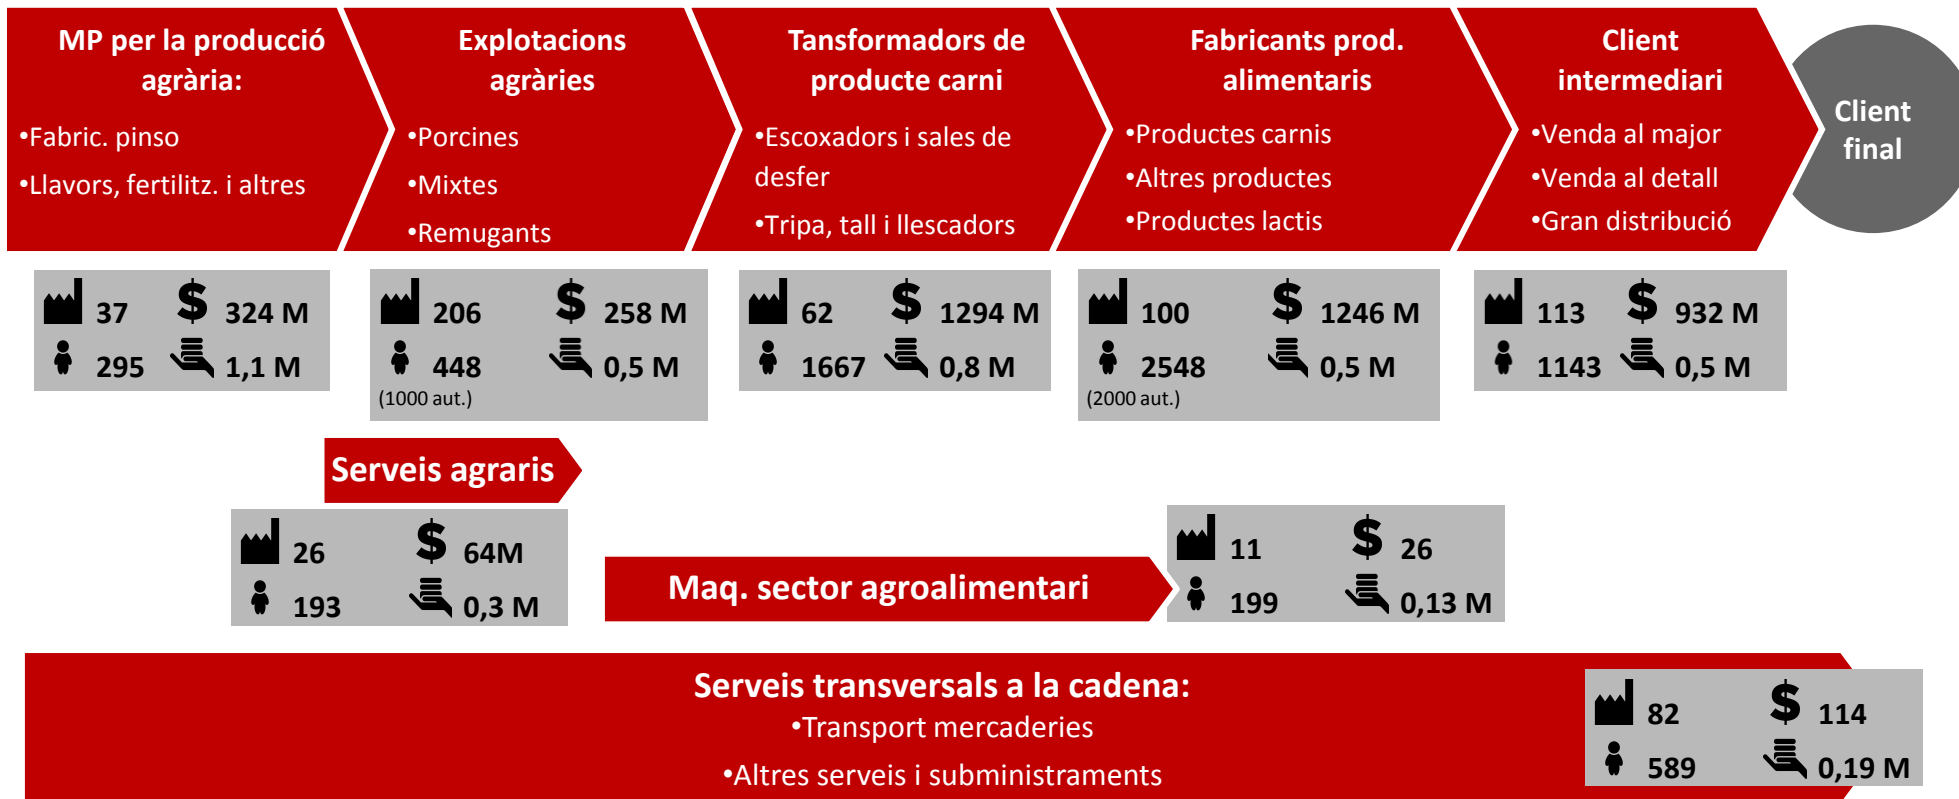 MP per la producció
agrària:
•Fabric. pinso
•Llavors, fertilitz. i altres
Explotacions
agràries
•Porcines
•Mixtes
•Remugants
Tansformadors de
producte carni
•Escoxadors i sales de
desfer
•Tripa, tall i llescadors
Fabricants prod.
alimentaris
•Productes carnis
•Altres productes
•Productes lactis
Client
intermediari
•Venda al major
•Venda al detall
•Gran distribució
Client
final
37 $ 324 M
295 1,1 M
206 $ 258 M
448 0,5 M
(1000 aut.)
62 $ 1294 M
1667 0,8 M
100 $ 1246 M
2548 0,5 M
(2000 aut.)
113 $ 932 M
1143 0,5 M
Serveis agraris
26 $ 64M
193 0,3 M
Maq. sector agroalimentari
11 $ 26
199 0,13 M
Serveis transversals a la cadena:
•Transport mercaderies
•Altres serveis i subministraments
82 $ 114
589 0,19 M